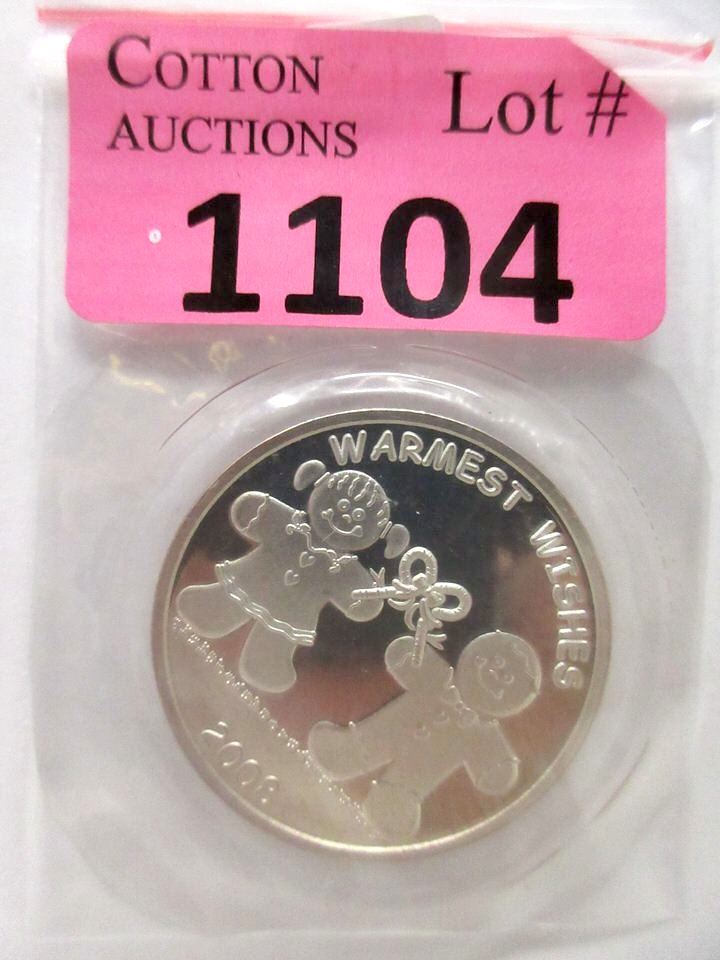 COTTON
AUCTIONS
Lot #
1104
WARMEST WISHES
2008